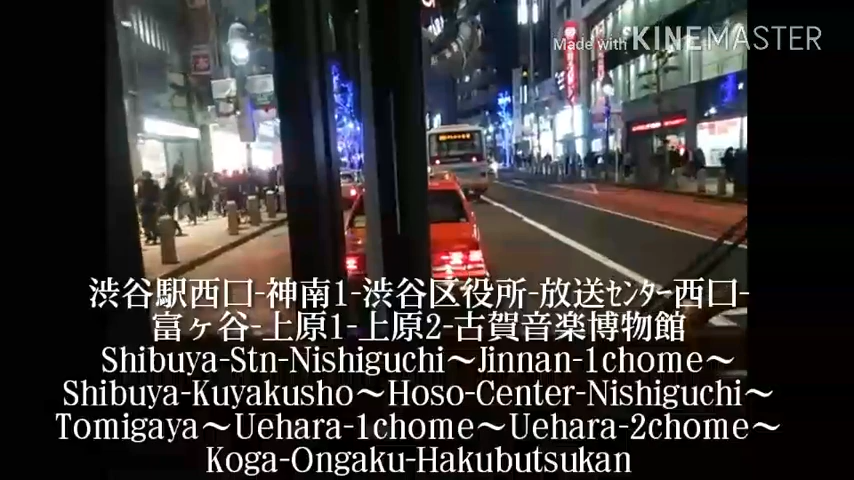 Made with KINEMASTER
渋谷駅西口-神南1-渋谷区役所-放送ｾﾝﾀｰ西口-
富ヶ谷-上原1-上原2-古賀音楽博物館
Shibuya-Stn-Nishiguchi～Jinnan-1chome～
Shibuya-Kuyakusho～Hoso-Center-Nishiguchi～
Tomigaya～Uehara-1chome～Uehara-2chome～
Koga-Ongaku-Hakubutsukan